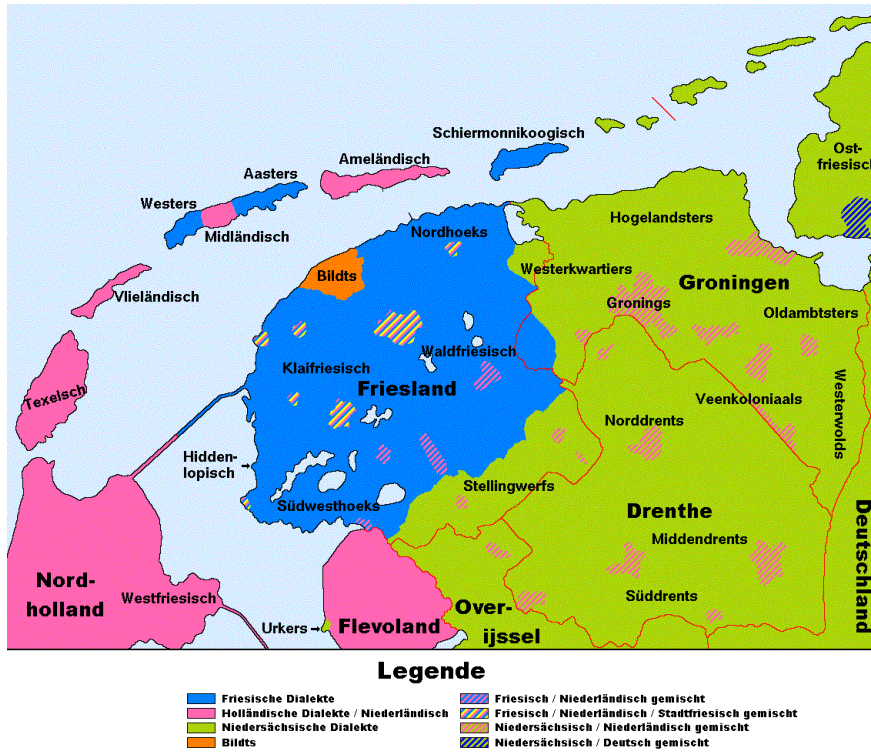 Ost-
friesisch
Schiermonnikoogisch
Ameländisch
Aasters
Westers
Midländisch
Nordhoeks
Hogelandsters
Bildts
Westerkwartiers
Groningen
Vlieländisch
Gronings
Oldambtsters
Waldfriesisch
Klaifriesisch
Friesland
Texelsch
Veenkoloniaals
Westerwolds
Norddrents
Hidden-
lopisch
Stellingwerfs
Südwesthoeks
Drenthe
Deutschland
Middendrents
Nord-
holland
Westfriesisch
Süddrents
Over-
ijssel
Urkers
Flevoland
Legende
Friesische Dialekte
Holländische Dialekte / Niederländisch
Niedersächsische Dialekte
Bildts
Friesisch / Niederländisch gemischt
Friesisch / Niederländisch / Stadtfriesisch gemischt
Niedersächsisch / Niederländisch gemischt
Niedersächsisch / Deutsch gemischt